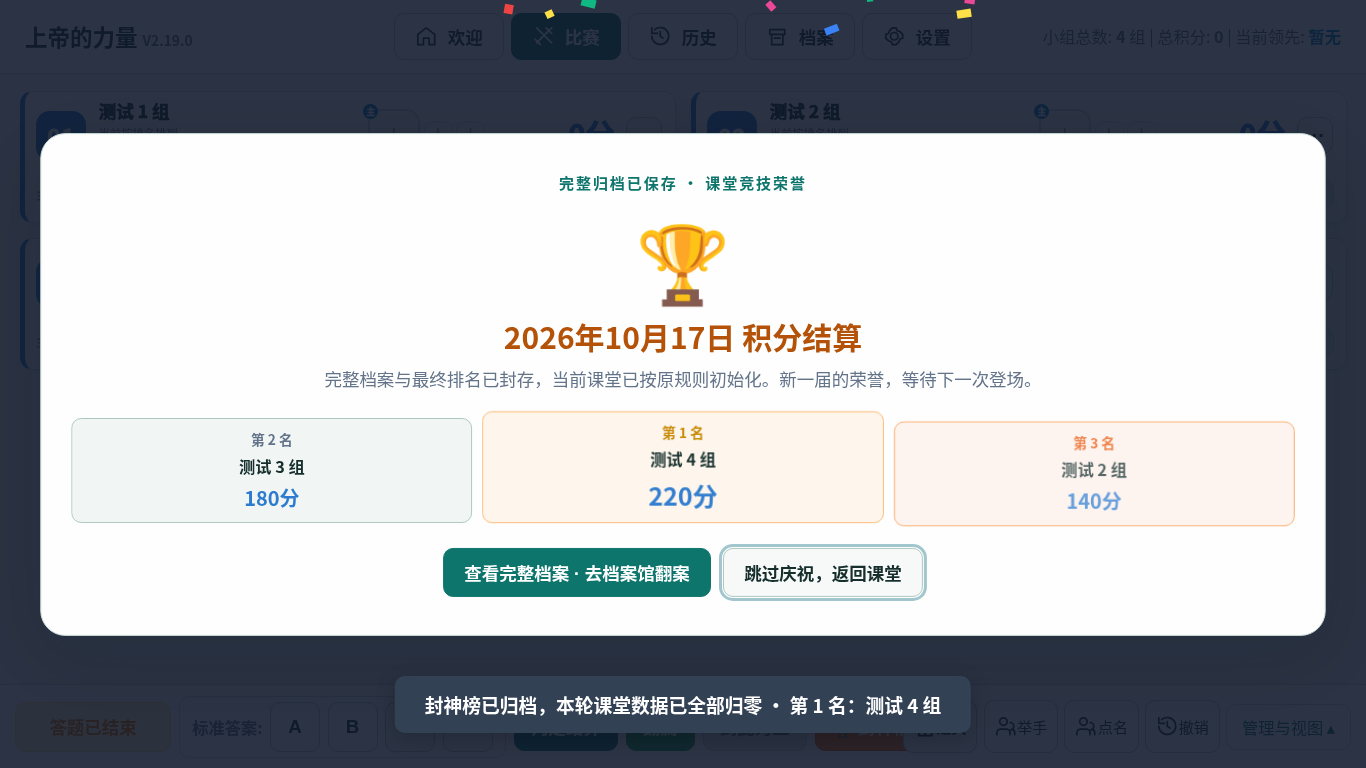 上帝的力量 V2.19.0
欢迎
比赛
历史
档案
设置
小组总数: 4 组 | 总积分: 0 | 当前领先: 暂无
测试 1 组
测试 2 组
完整归档已保存 · 课堂竞技荣誉
2026年10月17日 积分结算
完整档案与最终排名已封存，当前课堂已按原规则初始化。新一届的荣誉，等待下一次登场。
第 2 名
测试 3 组
180分
第 1 名
测试 4 组
220分
第 3 名
测试 2 组
140分
查看完整档案 · 去档案馆翻案
跳过庆祝，返回课堂
封神榜已归档，本轮课堂数据已全部归零 · 第 1 名：测试 4 组
答题已结束
标准答案:
A
B
举手
点名
撤销
管理与视图 ▴